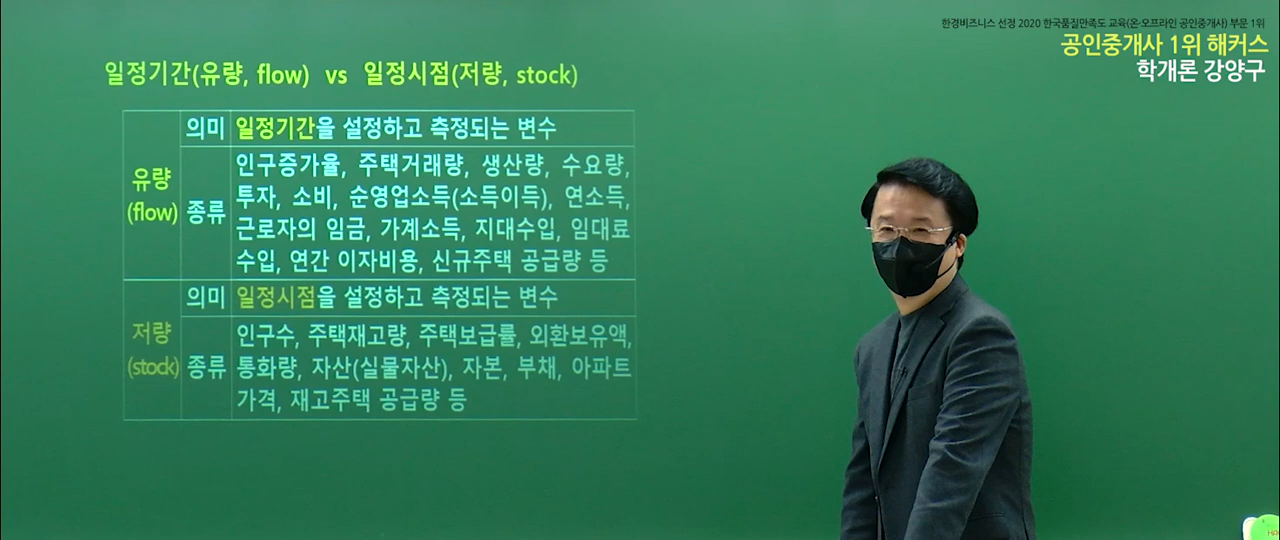 한경비즈니스 선정 2020 한국품질만족도 교육(온·오프라인 공인중개사) 부문 1위
공인중개사 1위 해커스
학개론 강양구
일정기간(유량, flow) vs 일정시점(저량, stock)
유량
(flow)
의미 일정기간을 설정하고 측정되는 변수
종류
인구증가율, 주택거래량, 생산량, 수요량,
투자, 소비, 순영업소득(소득이득), 연소득,
근로자의 임금, 가계소득, 지대수입, 임대료
수입, 연간 이자비용, 신규주택 공급량 등
저량
(stock)
의미 일정시점을 설정하고 측정되는 변수
종류
인구수, 주택재고량, 주택보급률, 외환보유액,
통화량, 자산(실물자산), 자본, 부채, 아파트
가격, 재고주택 공급량 등